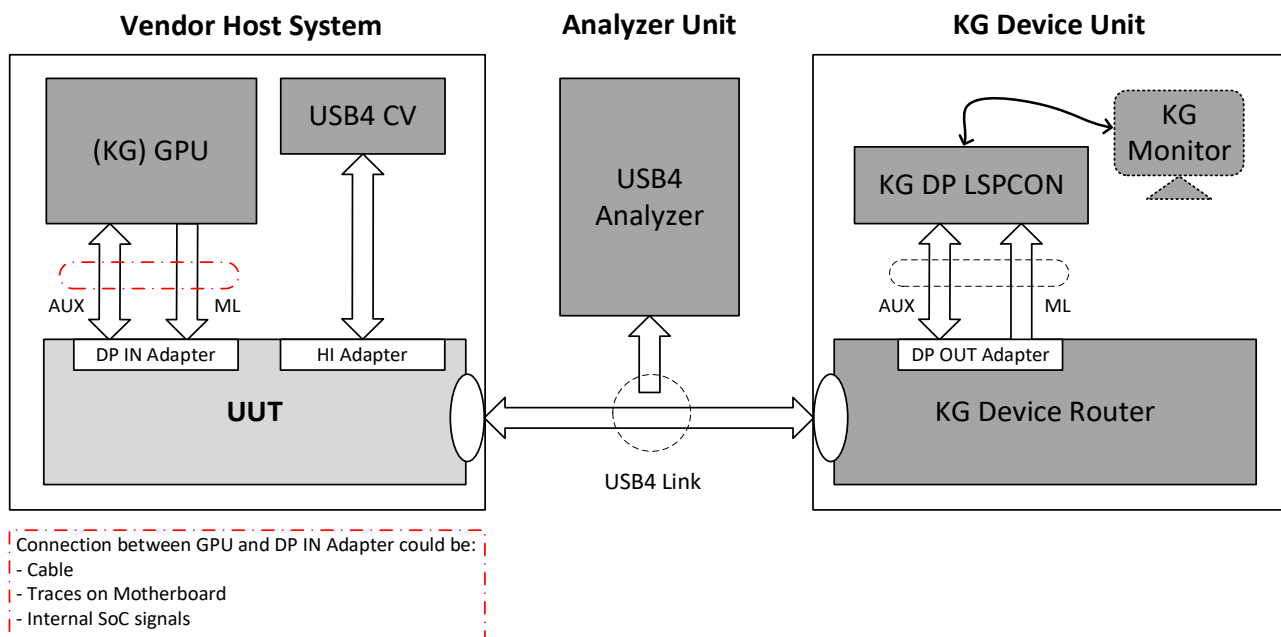 Vendor Host System
Analyzer Unit
KG Device Unit
(KG) GPU
USB4 CV
AUX
ML
DP IN Adapter
HI Adapter
UUT
USB4
Analyzer
USB4 Link
KG
Monitor
KG DP LSPCON
AUX
ML
DP OUT Adapter
KG Device Router
Connection between GPU and DP IN Adapter could be:
- Cable
- Traces on Motherboard
- Internal SoC signals